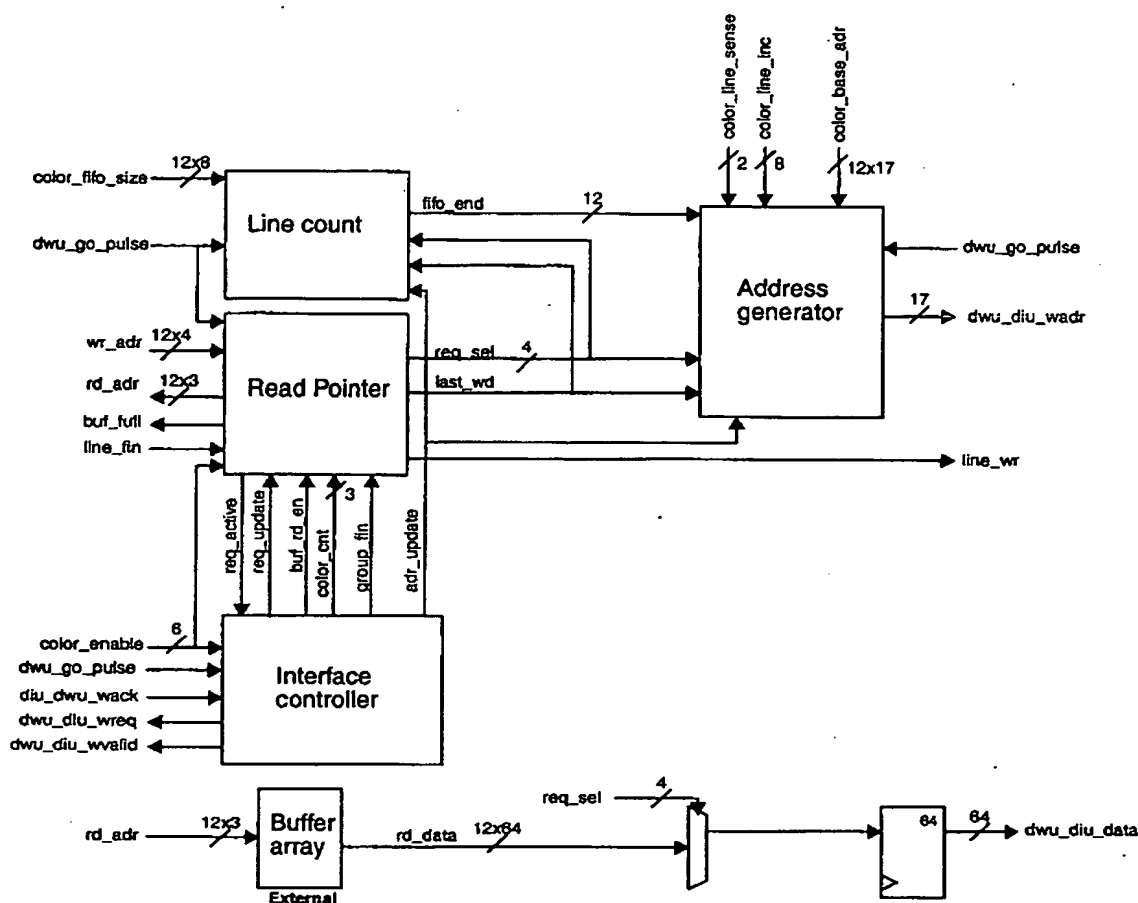 color_line_sense
color_line_inc
color_base_adr
2
8
12x17
color_fifo_size
12x8
Line count
fifo_end
12
dwu_go_pulse
dwu_go_pulse
Address
generator
17
dwu_diu_wadr
wr_adr
12x4
rd_adr
12x3
buf_full
line_fin
Read Pointer
req_sel
4
last_wd
line_wr
req_active
req_update
buf_rd_en
color_cnt
3
group_fin
adr_update
color_enable
6
dwu_go_pulse
diu_dwu_wack
dwu_diu_wreq
dwu_diu_wvalid
Interface
controller
req_sel
4
rd_adr
12x3
Buffer
array
External
rd_data
12x64
64
64
dwu_diu_data